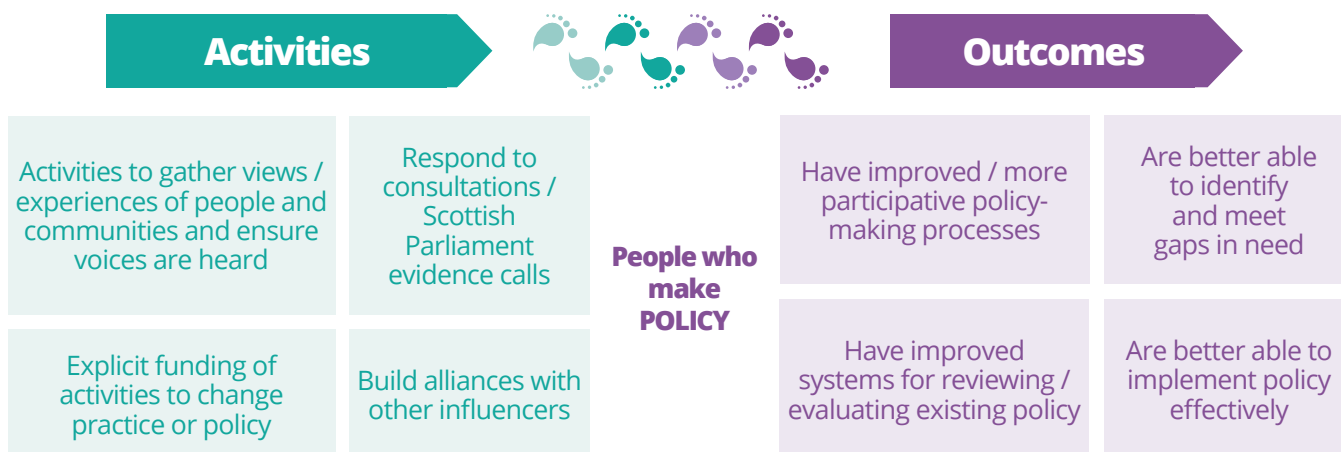 Activities
Outcomes
Activities to gather views /
experiences of people and
communities and ensure
voices are heard
Respond to
consultations /
Scottish
Parliament
evidence calls
Explicit funding of
activities to change
practice or policy
Build alliances with
other influencers
People who
make
POLICY
Have improved / more
participative policy-
making processes
Are better able
to identify
and meet
gaps in need
Have improved
systems for reviewing /
evaluating existing policy
Are better able to
implement policy
effectively